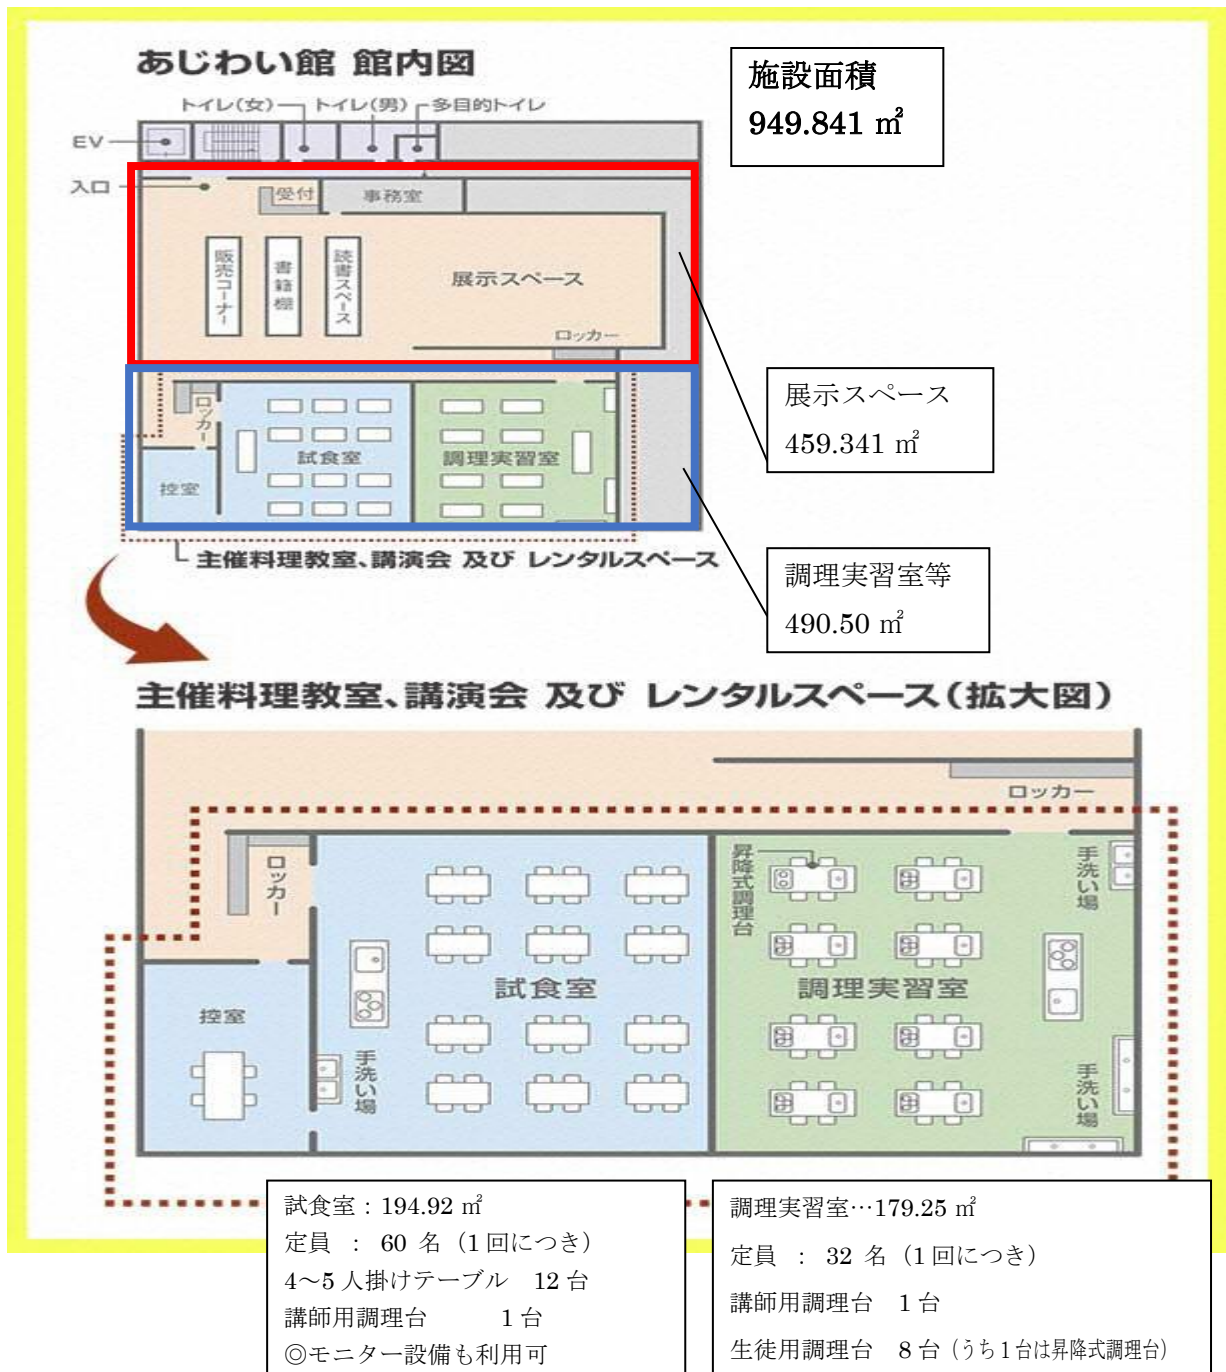 あじわい館 館内図
施設面積
949.841 ㎡
トイレ(女)
トイレ(男)
多目的トイレ
EV
入口
受付
事務室
販売コーナー
書籍棚
読書スペース
展示スペース
ロッカー
展示スペース
459.341 ㎡
ロッカー
試食室
調理実習室
控室
主催料理教室、講演会 及び レンタルスペース
調理実習室等
490.50 ㎡
主催料理教室、講演会 及び レンタルスペース(拡大図)
ロッカー
ロッカー
昇降式調理台
手洗い場
試食室
調理実習室
控室
手洗い場
手洗い場
試食室：194.92 ㎡
定員 ： 60 名（1 回につき）
4～5 人掛けテーブル 12 台
講師用調理台 1 台
◎モニター設備も利用可
調理実習室…179.25 ㎡
定員 ： 32 名（1 回につき）
講師用調理台 1 台
生徒用調理台 8 台（うち 1 台は昇降式調理台）